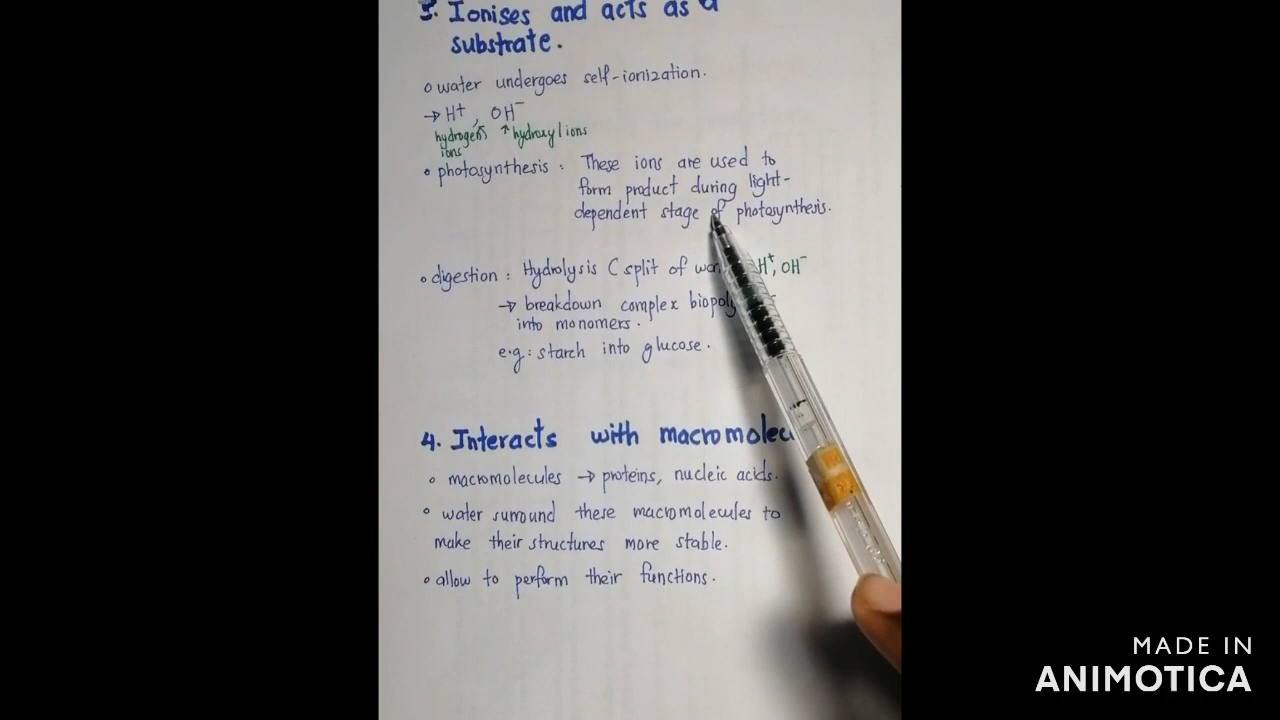 3. Ionises and acts as a
substrate.
o water undergoes self-ionization.
→ H⁺, OH⁻
hydrogen ↑ hydroxyl ions
ions
• photosynthesis : These ions are used to
form product during light-
dependent stage of photosynthesis.
• digestion : Hydrolysis C split of H⁺, OH⁻
→ breakdown complex
into monomers.
e.g: starch into glucose.
4. Interacts with
• macromolecules → proteins, nucleic acids.
• water surround these macromolecules to
make their structures more stable.
• allow to perform their functions.
MADE IN
ANIMOTICA